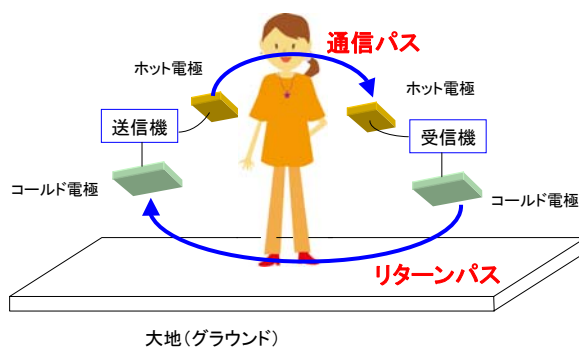 通信パス
ホット電極
ホット電極
送信機
受信機
コールド電極
コールド電極
リターンパス
大地(グラウンド)